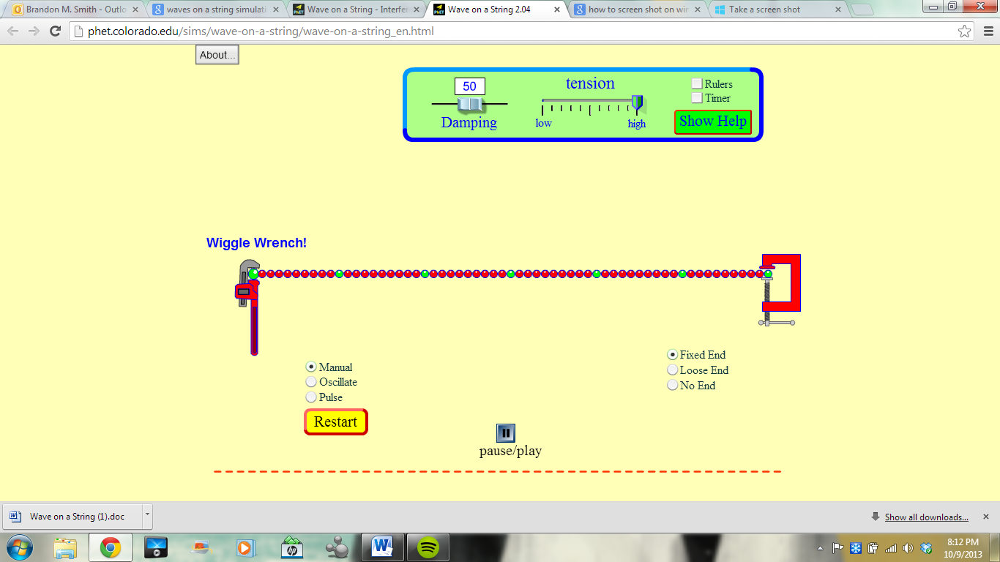 Brandon M. Smith - Outlo
waves on a string simulati
Wave on a String - Interfer
Wave on a String 2.04
how to screen shot on win
Take a screen shot
phet.colorado.edu/sims/wave-on-a-string/wave-on-a-string_en.html
About...
50
Damping
tension
low
high
Rulers
Timer
Show Help
Wiggle Wrench!
Manual
Oscillate
Pulse
Restart
Fixed End
Loose End
No End
pause/play
Wave on a String (1).doc
Show all downloads...
8:12 PM
10/9/2013